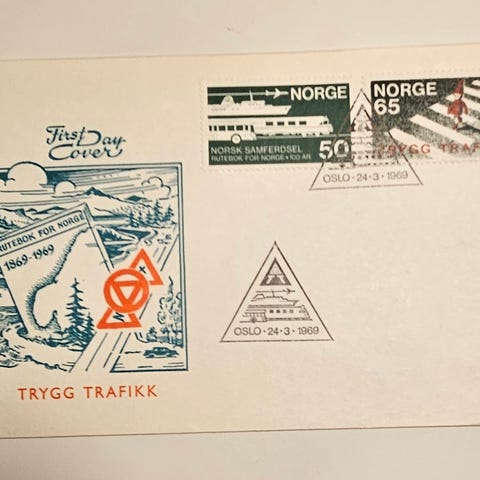 First Day
Cover
RUTEBOK FOR NORGE
1869-1969
TRYGG TRAFIKK
NORGE
NORSK SAMFERDSEL
RUTEBOK FOR NORGE • 100 ÅR
50
NORGE
65
TRYGG TRAF
OSLO · 24-3 · 1969
OSLO · 24-3 · 1969